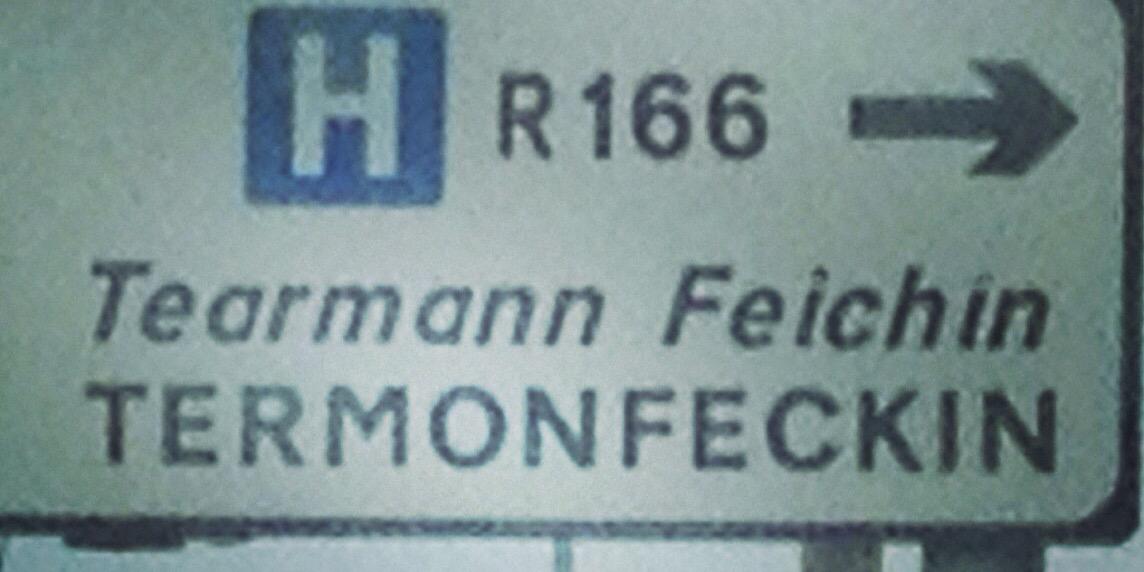 H R166
Tearmann Feichin
TERMONFECKIN